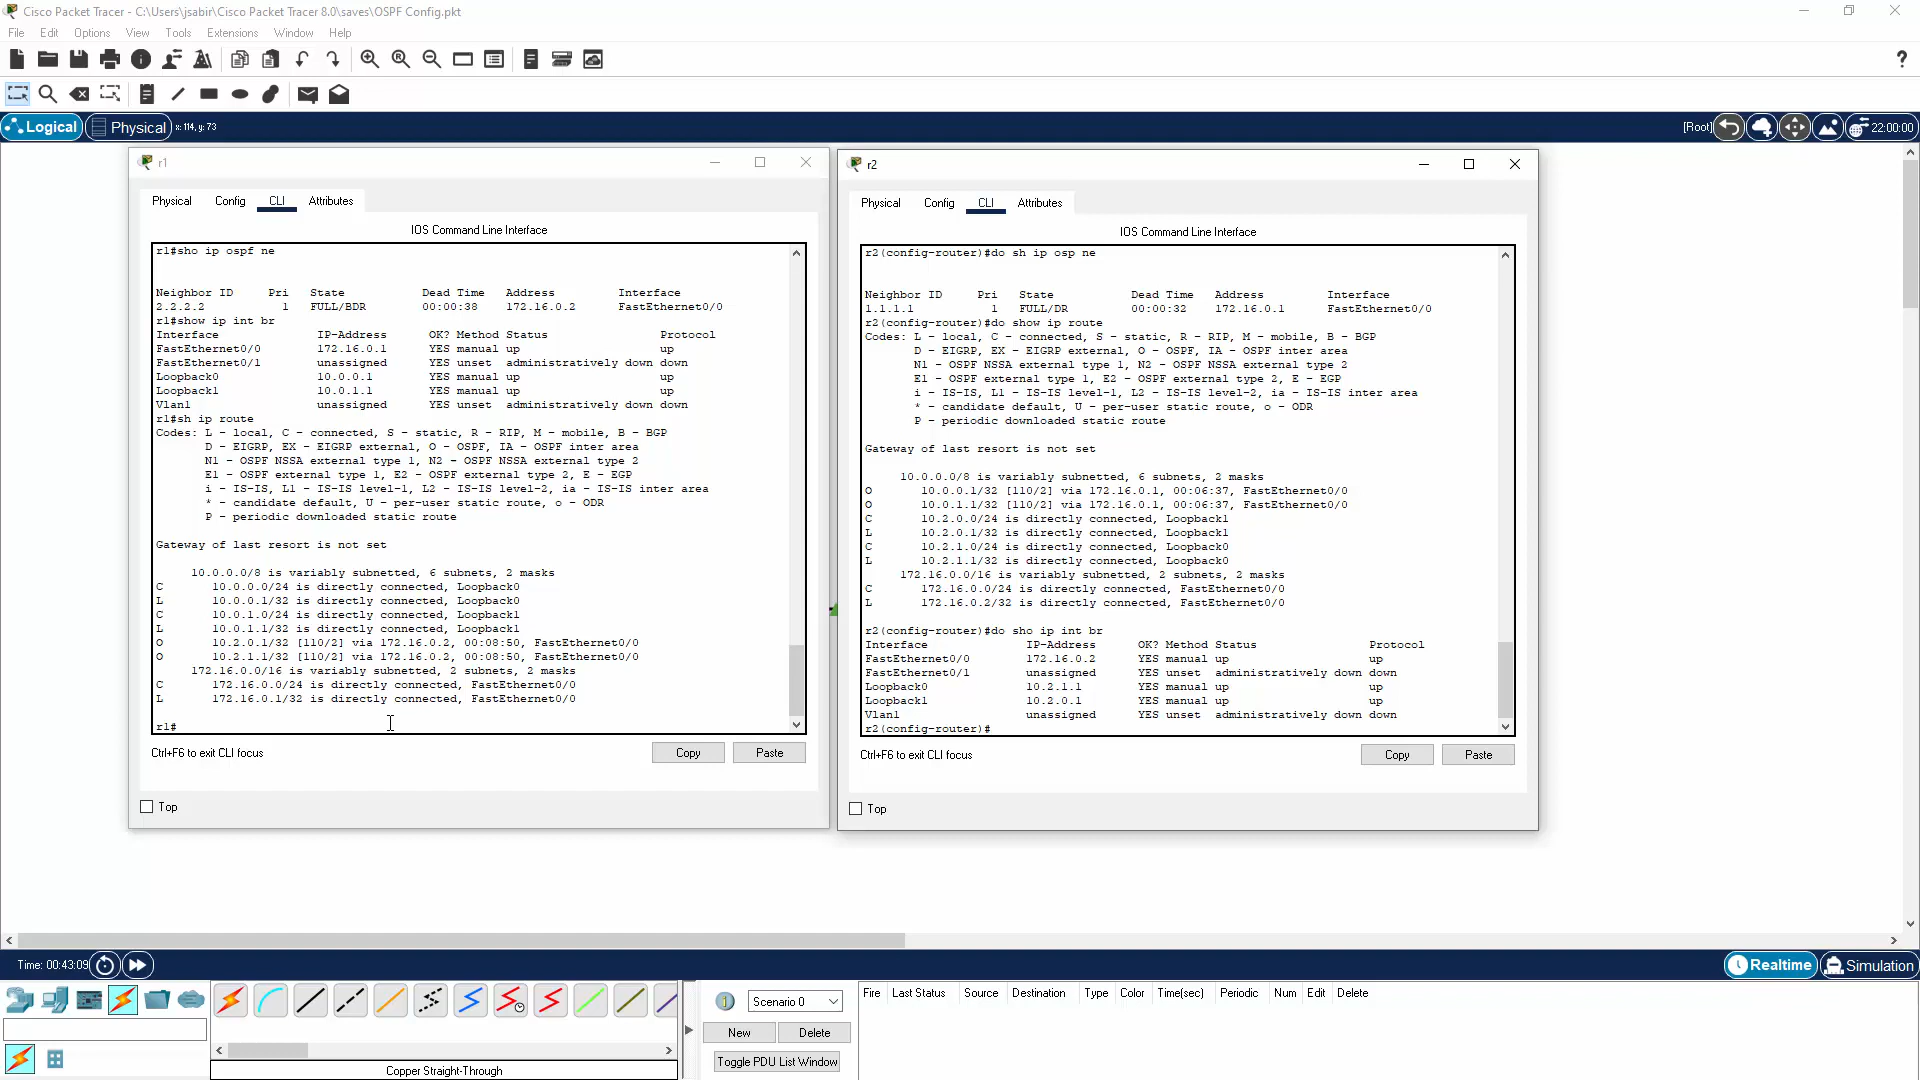 Cisco Packet Tracer - C:\Users\jsabir\Cisco Packet Tracer 8.0\saves\OSPF Config.pkt
File Edit Options View Tools Extensions Window Help
?
Logical Physical x: 114, y: 73 [Root] 22:00:00
r1
Physical Config CLI Attributes
IOS Command Line Interface
r1#sho ip ospf ne
Neighbor ID Pri State Dead Time Address Interface
2.2.2.2 1 FULL/BDR 00:00:38 172.16.0.2 FastEthernet0/0
r1#show ip int br
Interface IP-Address OK? Method Status Protocol
FastEthernet0/0 172.16.0.1 YES manual up up
FastEthernet0/1 unassigned YES unset administratively down down
Loopback0 10.0.0.1 YES manual up up
Loopback1 10.0.1.1 YES manual up up
Vlan1 unassigned YES unset administratively down down
r1#sh ip route
Codes: L - local, C - connected, S - static, R - RIP, M - mobile, B - BGP
D - EIGRP, EX - EIGRP external, O - OSPF, IA - OSPF inter area
N1 - OSPF NSSA external type 1, N2 - OSPF NSSA external type 2
E1 - OSPF external type 1, E2 - OSPF external type 2, E - EGP
i - IS-IS, L1 - IS-IS level-1, L2 - IS-IS level-2, ia - IS-IS inter area
* - candidate default, U - per-user static route, o - ODR
P - periodic downloaded static route
Gateway of last resort is not set
10.0.0.0/8 is variably subnetted, 6 subnets, 2 masks
C 10.0.0.0/24 is directly connected, Loopback0
L 10.0.0.1/32 is directly connected, Loopback0
C 10.0.1.0/24 is directly connected, Loopback1
L 10.0.1.1/32 is directly connected, Loopback1
O 10.2.0.1/32 [110/2] via 172.16.0.2, 00:08:50, FastEthernet0/0
O 10.2.1.1/32 [110/2] via 172.16.0.2, 00:08:50, FastEthernet0/0
172.16.0.0/16 is variably subnetted, 2 subnets, 2 masks
C 172.16.0.0/24 is directly connected, FastEthernet0/0
L 172.16.0.1/32 is directly connected, FastEthernet0/0
r1#
Ctrl+F6 to exit CLI focus Copy Paste
Top
r2
Physical Config CLI Attributes
IOS Command Line Interface
r2(config-router)#do sh ip osp ne
Neighbor ID Pri State Dead Time Address Interface
1.1.1.1 1 FULL/DR 00:00:32 172.16.0.1 FastEthernet0/0
r2(config-router)#do show ip route
Codes: L - local, C - connected, S - static, R - RIP, M - mobile, B - BGP
D - EIGRP, EX - EIGRP external, O - OSPF, IA - OSPF inter area
N1 - OSPF NSSA external type 1, N2 - OSPF NSSA external type 2
E1 - OSPF external type 1, E2 - OSPF external type 2, E - EGP
i - IS-IS, L1 - IS-IS level-1, L2 - IS-IS level-2, ia - IS-IS inter area
* - candidate default, U - per-user static route, o - ODR
P - periodic downloaded static route
Gateway of last resort is not set
10.0.0.0/8 is variably subnetted, 6 subnets, 2 masks
O 10.0.0.1/32 [110/2] via 172.16.0.1, 00:06:37, FastEthernet0/0
O 10.0.1.1/32 [110/2] via 172.16.0.1, 00:06:37, FastEthernet0/0
C 10.2.0.0/24 is directly connected, Loopback1
L 10.2.0.1/32 is directly connected, Loopback1
C 10.2.1.0/24 is directly connected, Loopback0
L 10.2.1.1/32 is directly connected, Loopback0
172.16.0.0/16 is variably subnetted, 2 subnets, 2 masks
C 172.16.0.0/24 is directly connected, FastEthernet0/0
L 172.16.0.2/32 is directly connected, FastEthernet0/0
r2(config-router)#do sho ip int br
Interface IP-Address OK? Method Status Protocol
FastEthernet0/0 172.16.0.2 YES manual up up
FastEthernet0/1 unassigned YES unset administratively down down
Loopback0 10.2.1.1 YES manual up up
Loopback1 10.2.0.1 YES manual up up
Vlan1 unassigned YES unset administratively down down
r2(config-router)#
Ctrl+F6 to exit CLI focus Copy Paste
Top
Time: 00:43:09 Realtime Simulation
Scenario 0
New Delete
Toggle PDU List Window
Fire Last Status Source Destination Type Color Time(sec) Periodic Num Edit Delete
Copper Straight-Through